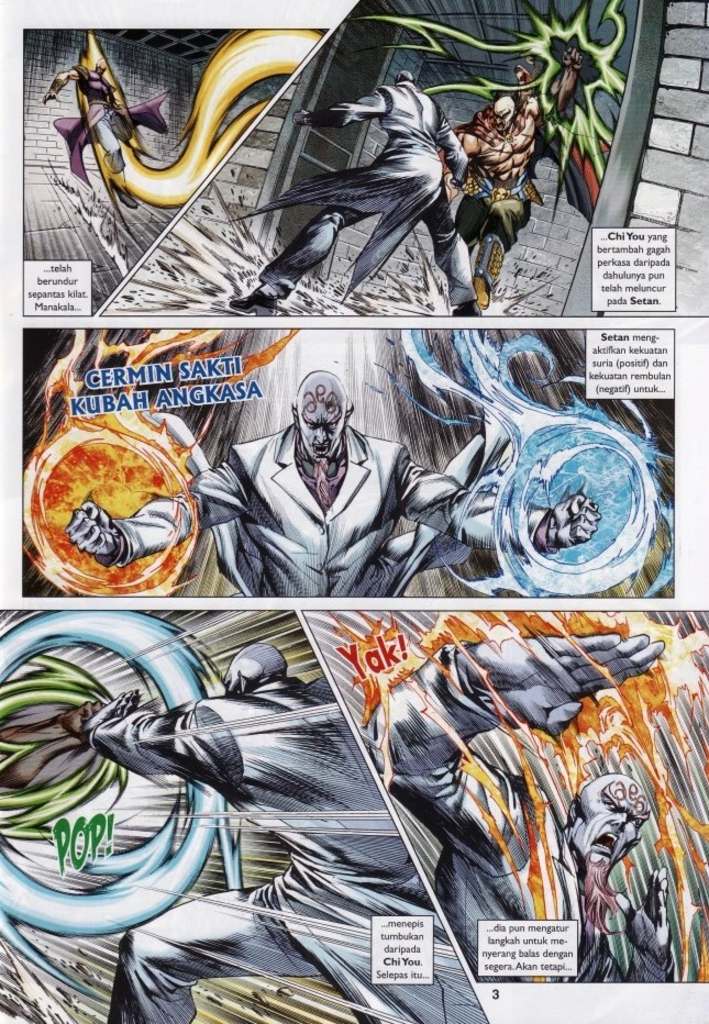 ...telah
berundur
sepantas kilat.
Manakala...
Chi You yang
bertambah gagah
perkasa daripada
dahulunya pun
telah meluncur
pada Setan.
CERMIN SAKTI
KUBAH ANGKASA
Setan meng-
aktifkan kekuatan
suria (positif) dan
kekuatan rembulan
(negatif) untuk...
POP!
...menepis
tumbukan
daripada
Chi You.
Selepas itu...
Yak!
...dia pun mengatur
langkah untuk me-
nyerang balas dengan
segera. Akan tetapi...
3